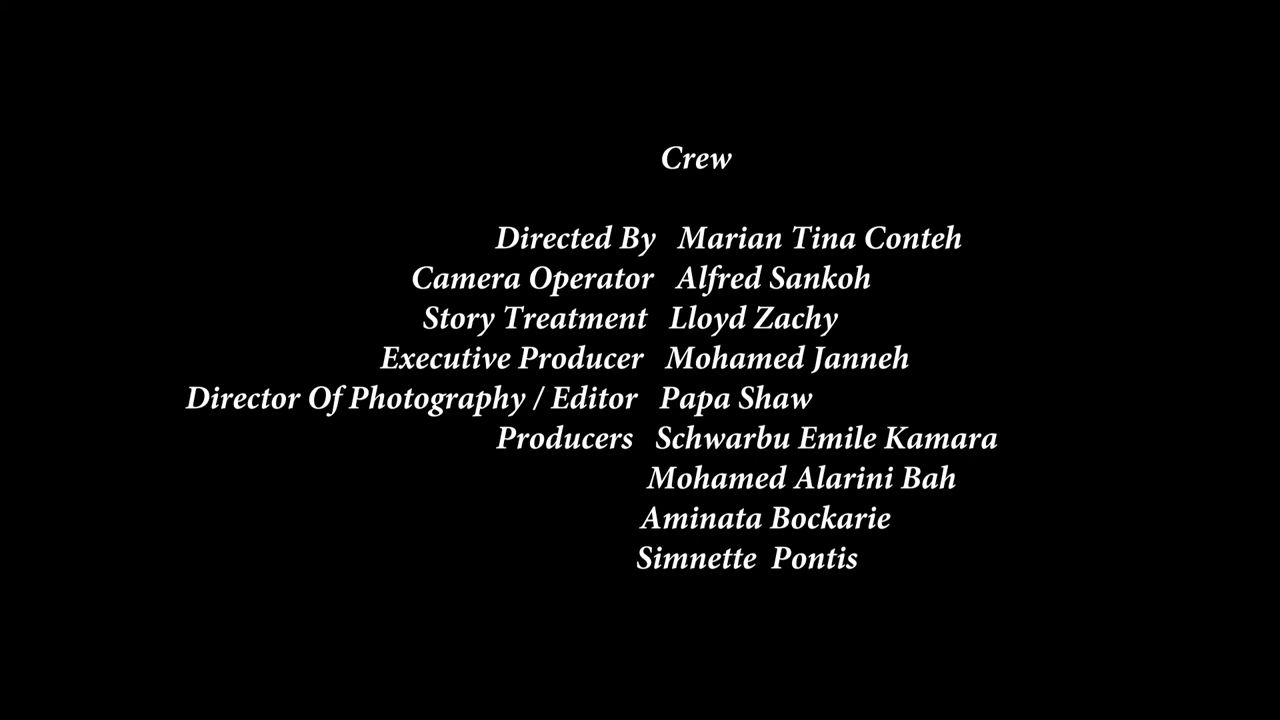 Crew
Directed By Marian Tina Conteh
Camera Operator Alfred Sankoh
Story Treatment Lloyd Zachy
Executive Producer Mohamed Janneh
Director Of Photography / Editor Papa Shaw
Producers Schwarbu Emile Kamara
Mohamed Alarini Bah
Aminata Bockarie
Simnette Pontis